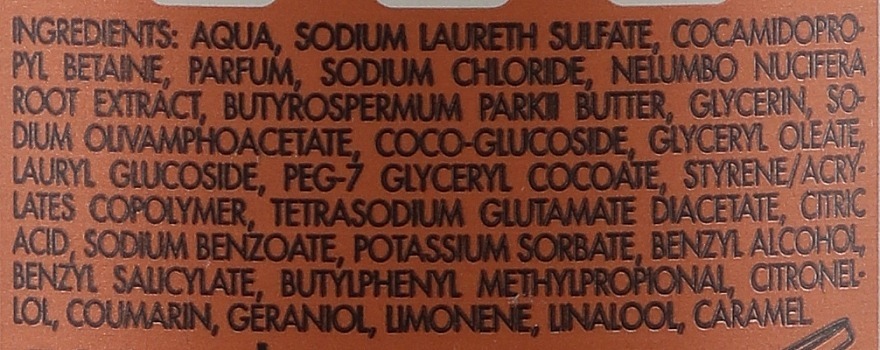 INGREDIENTS: AQUA, SODIUM LAURETH SULFATE, COCAMIDOPRO-
PYL BETAINE, PARFUM, SODIUM CHLORIDE, NELUMBO NUCIFERA
ROOT EXTRACT, BUTYROSPERMUM PARKII BUTTER, GLYCERIN, SO-
DIUM OLIVAMPHOACETATE, COCO-GLUCOSIDE, GLYCERYL OLEATE,
LAURYL GLUCOSIDE, PEG-7 GLYCERYL COCOATE, STYRENE/ACRY-
LATES COPOLYMER, TETRASODIUM GLUTAMATE DIACETATE, CITRIC
ACID, SODIUM BENZOATE, POTASSIUM SORBATE, BENZYL ALCOHOL,
BENZYL SALICYLATE, BUTYLPHENYL METHYLPROPIONAL, CITRONEL-
LOL, COUMARIN, GERANIOL, LIMONENE, LINALOOL, CARAMEL.